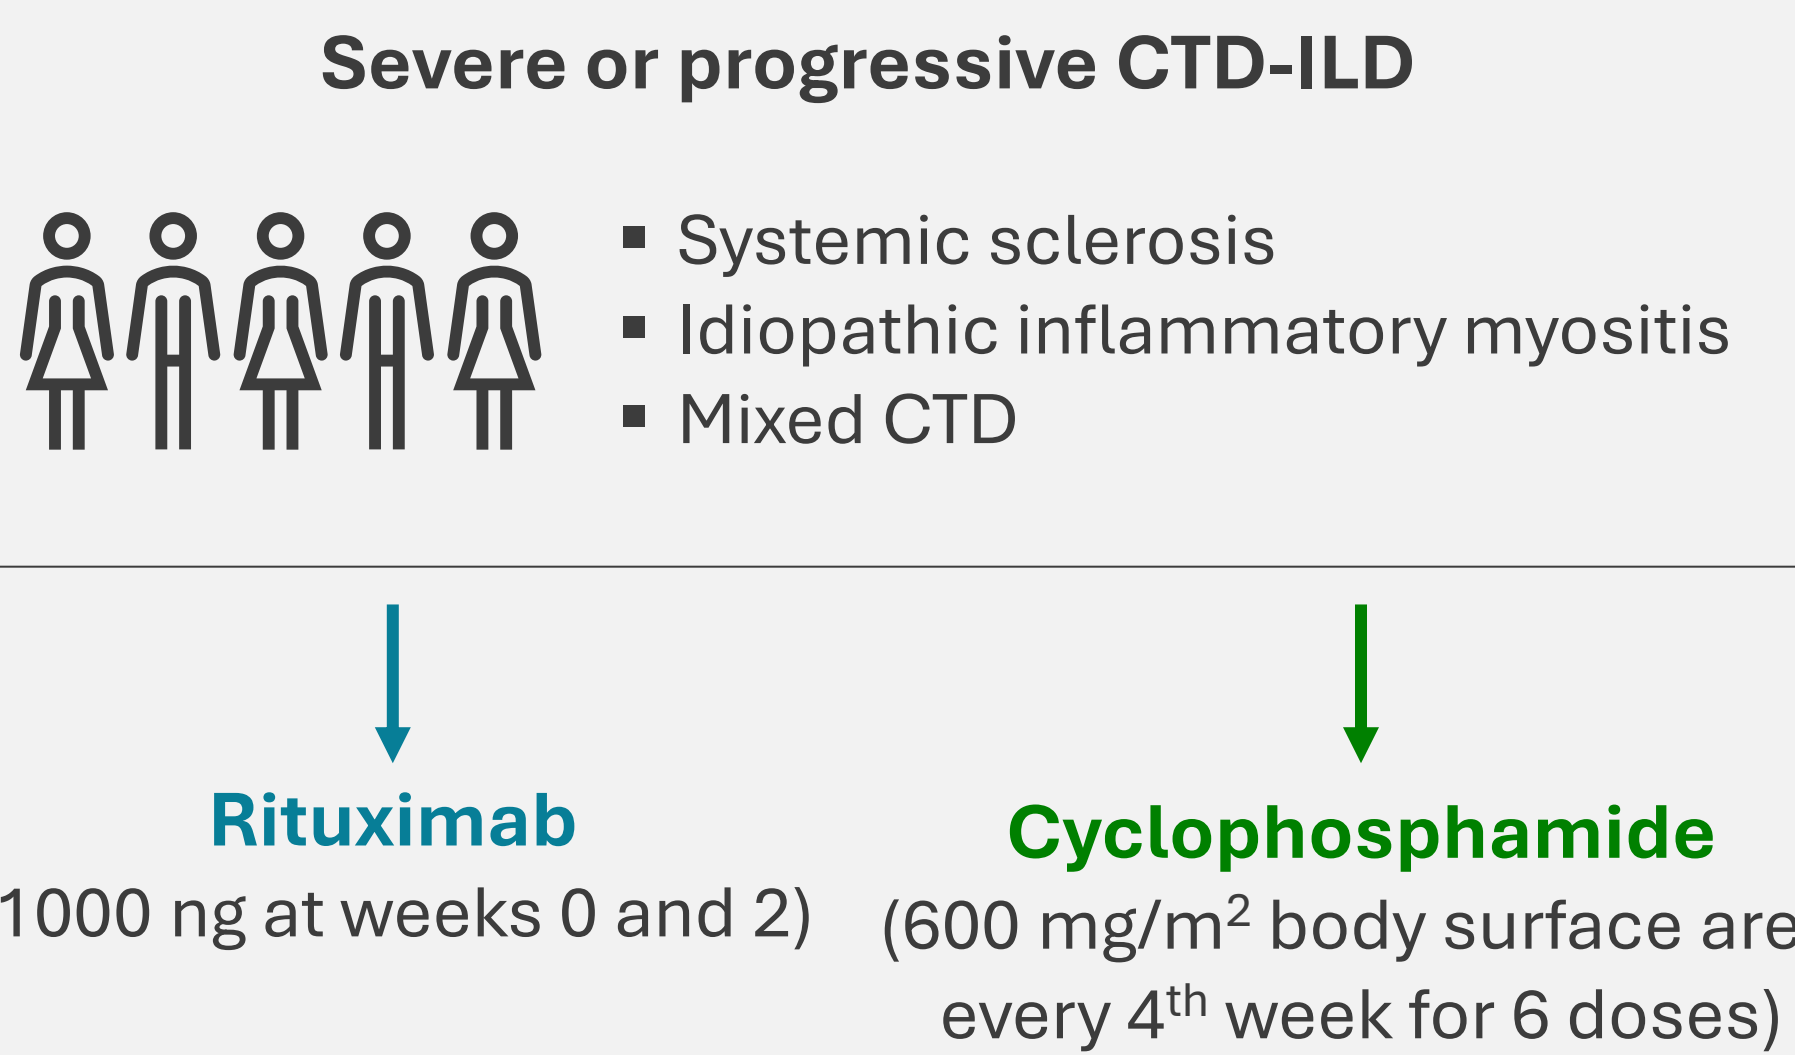 Severe or progressive CTD-ILD
▪ Systemic sclerosis
▪ Idiopathic inflammatory myositis
▪ Mixed CTD
Rituximab
1000 ng at weeks 0 and 2)
Cyclophosphamide
(600 mg/m² body surface are
every 4th week for 6 doses)